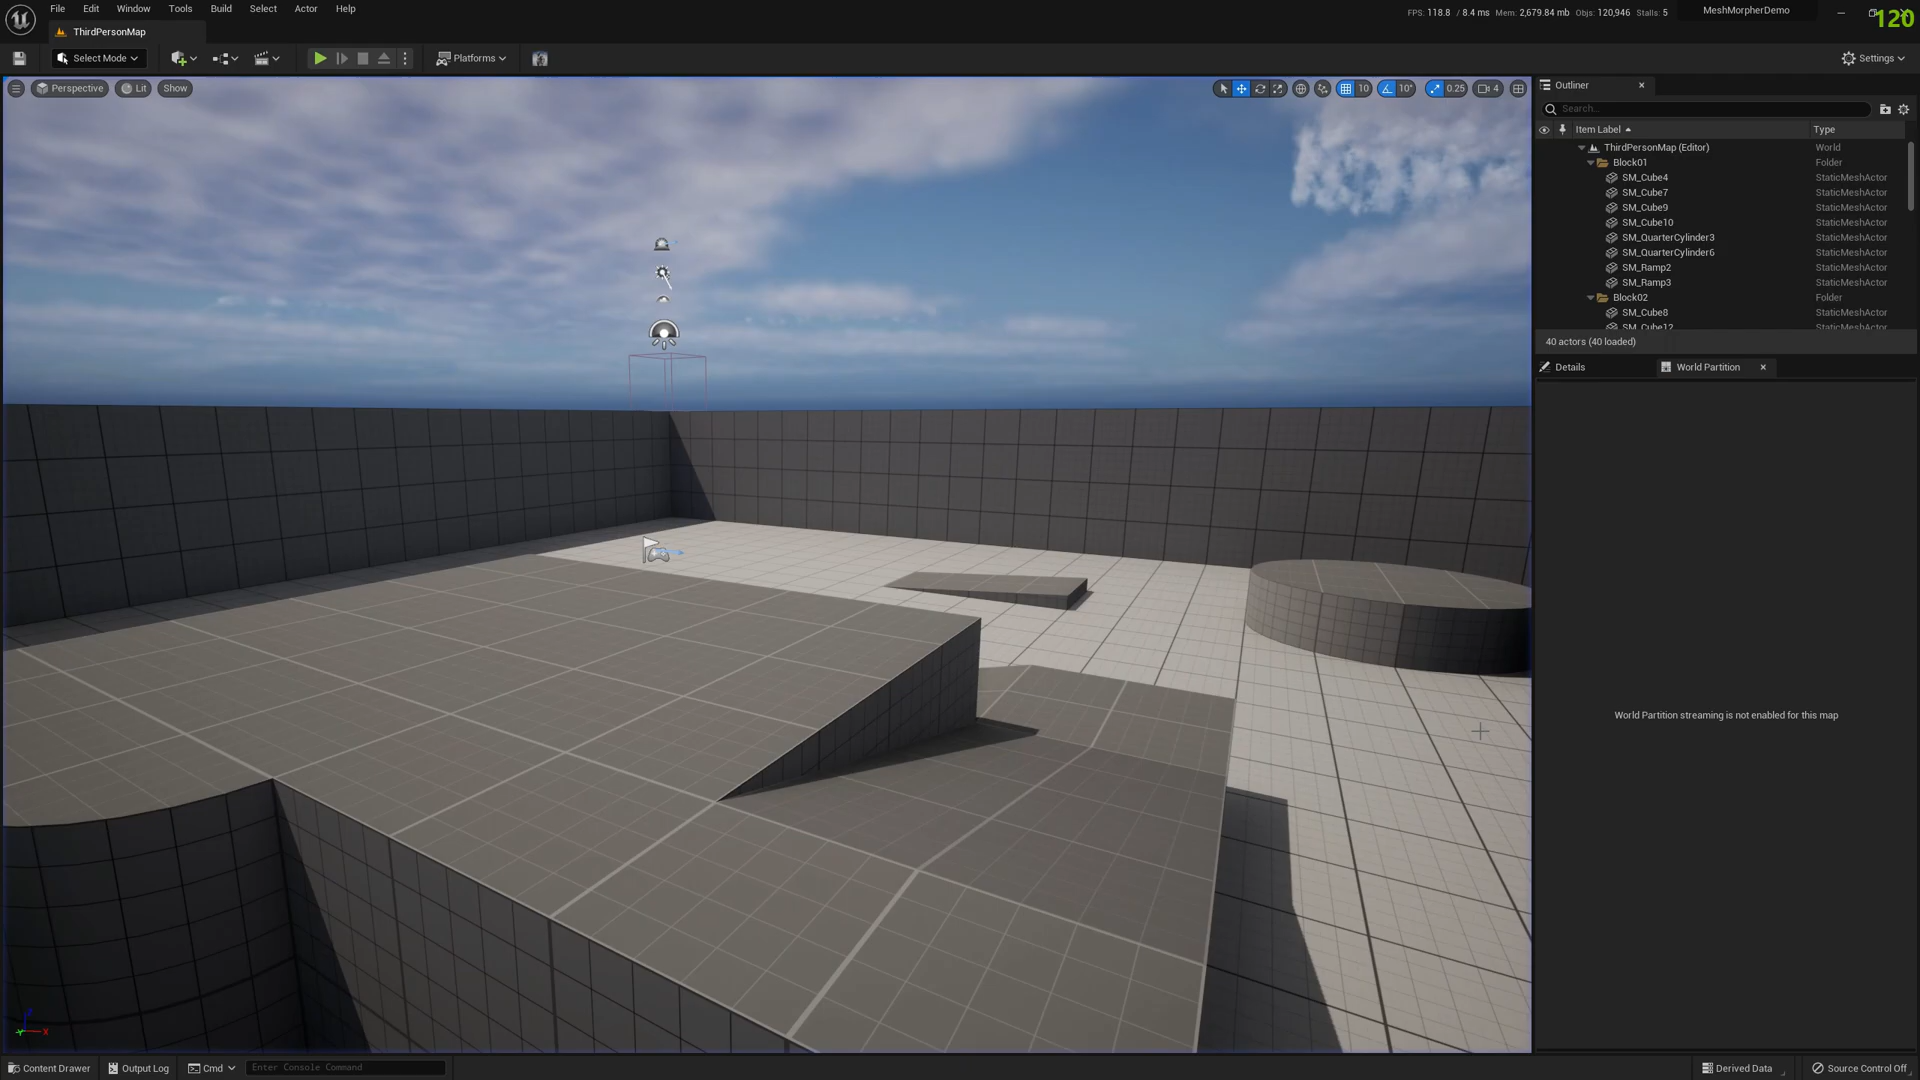 File Edit Window Tools Build Select Actor Help
FPS: 118.8 / 8.4 ms Mem: 2,679.84 mb Objs: 120,946 Stalls: 5
MeshMorpherDemo
120
ThirdPersonMap
Select Mode
Platforms
Settings
Perspective
Lit
Show
10
10°
0.25
4
Outliner
Search...
Item Label Type
ThirdPersonMap (Editor) World
Block01 Folder
SM_Cube4 StaticMeshActor
SM_Cube7 StaticMeshActor
SM_Cube9 StaticMeshActor
SM_Cube10 StaticMeshActor
SM_QuarterCylinder3 StaticMeshActor
SM_QuarterCylinder6 StaticMeshActor
SM_Ramp2 StaticMeshActor
SM_Ramp3 StaticMeshActor
Block02 Folder
SM_Cube8 StaticMeshActor
SM_Cube12 StaticMeshActor
40 actors (40 loaded)
Details
World Partition
World Partition streaming is not enabled for this map
X
Content Drawer
Output Log
Cmd
Enter Console Command
Derived Data
Source Control Off